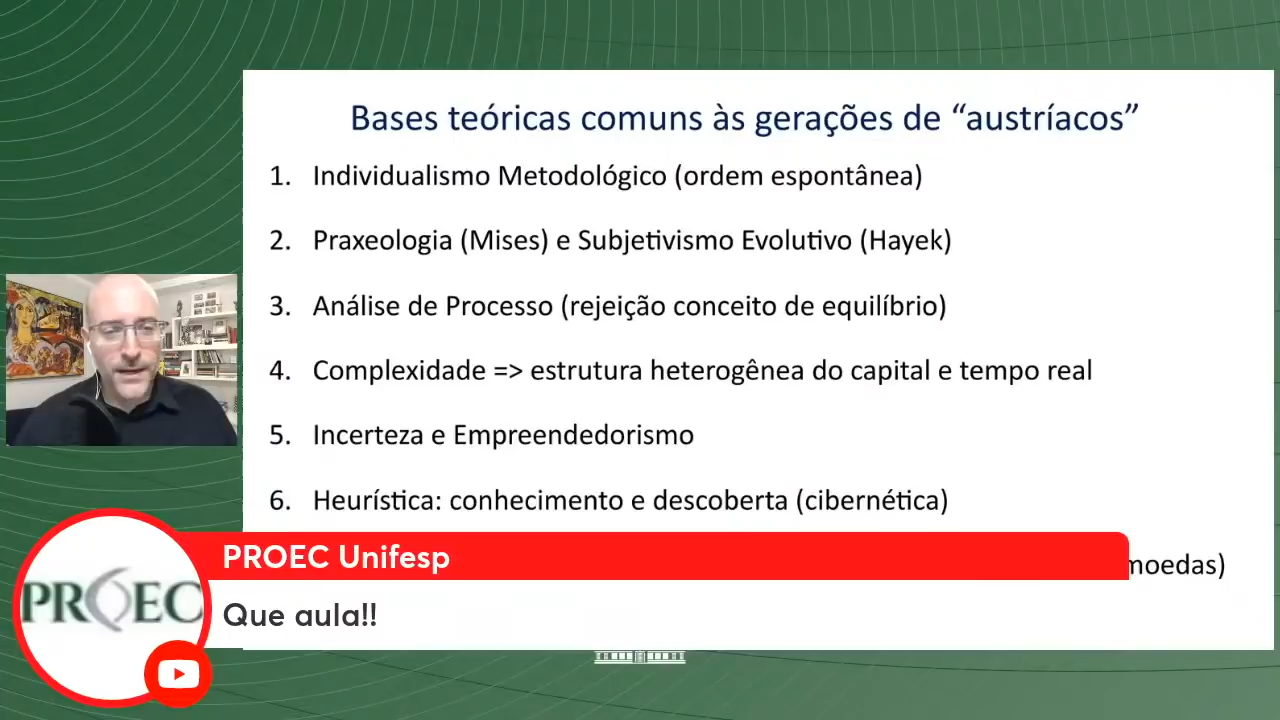 Bases teóricas comuns às gerações de “austríacos”
1. Individualismo Metodológico (ordem espontânea)
2. Praxeologia (Mises) e Subjetivismo Evolutivo (Hayek)
3. Análise de Processo (rejeição conceito de equilíbrio)
4. Complexidade => estrutura heterogênea do capital e tempo real
5. Incerteza e Empreendedorismo
6. Heurística: conhecimento e descoberta (cibernética)
moedas)
PROEC Unifesp
PROEC
Que aula!!